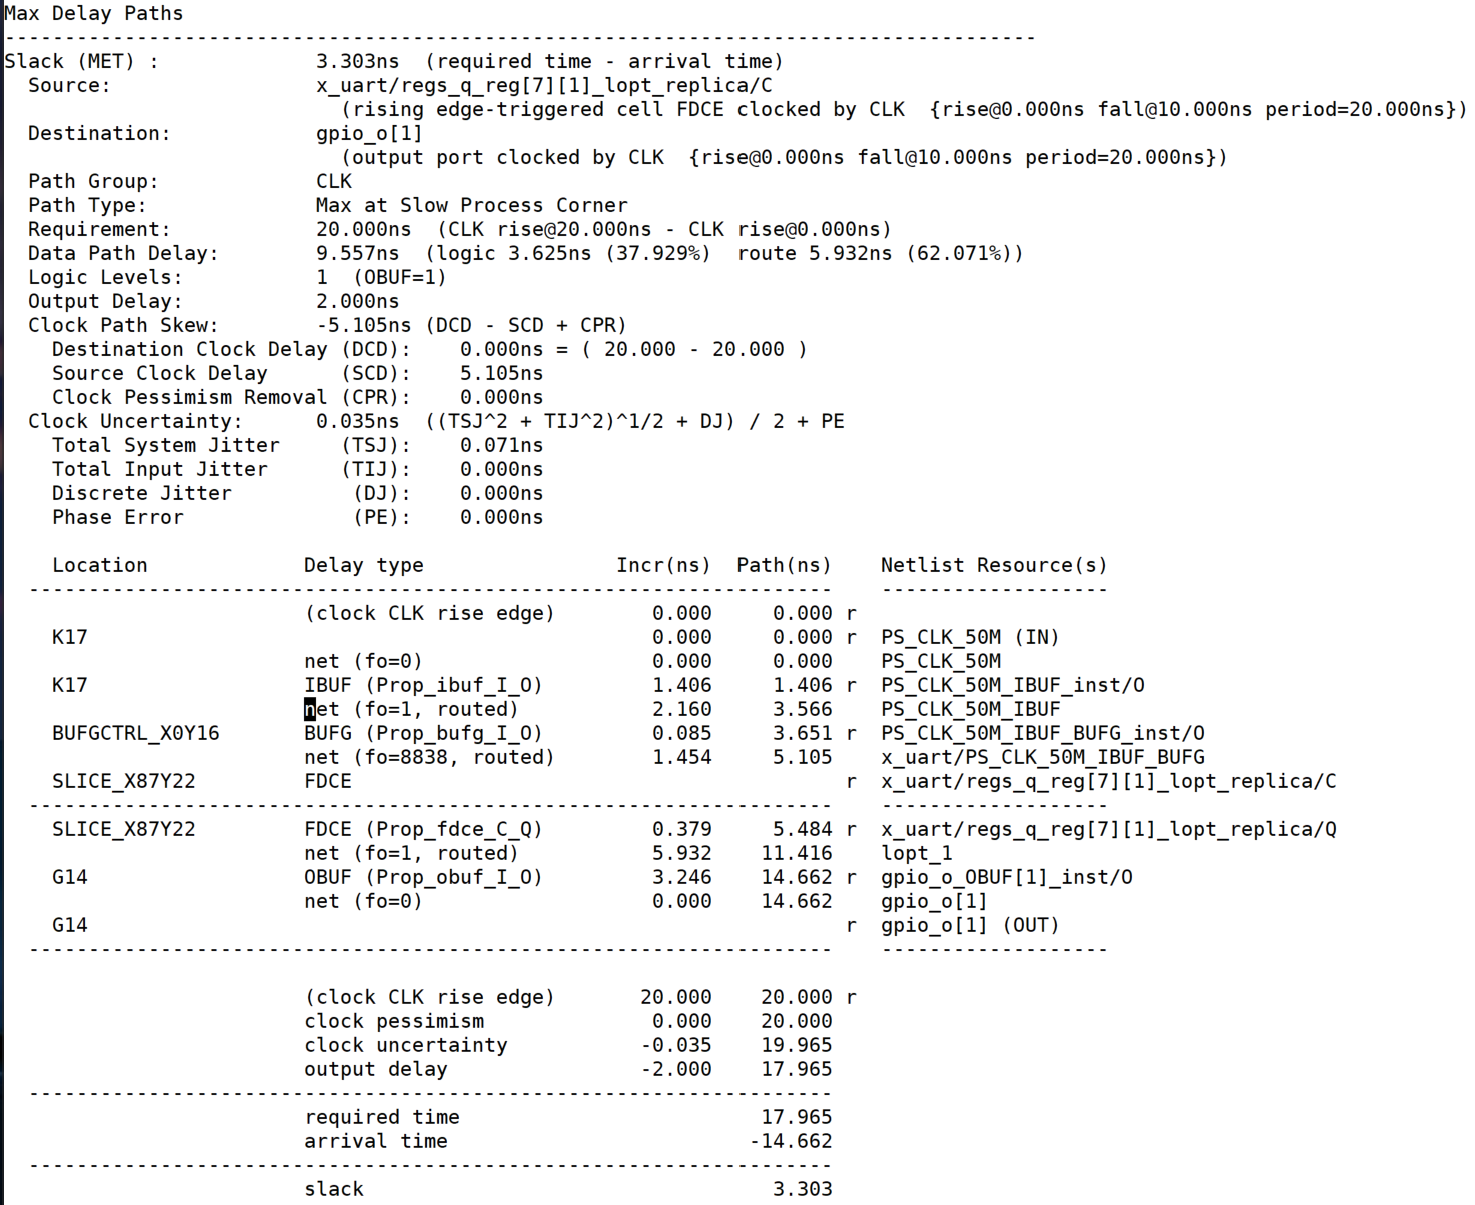 Max Delay Paths
--------------------------------------------------------------------------------------
Slack (MET) :             3.303ns  (required time - arrival time)
  Source:                 x_uart/regs_q_reg[7][1]_lopt_replica/C
                            (rising edge-triggered cell FDCE clocked by CLK  {rise@0.000ns fall@10.000ns period=20.000ns})
  Destination:            gpio_o[1]
                            (output port clocked by CLK  {rise@0.000ns fall@10.000ns period=20.000ns})
  Path Group:             CLK
  Path Type:              Max at Slow Process Corner
  Requirement:            20.000ns  (CLK rise@20.000ns - CLK rise@0.000ns)
  Data Path Delay:        9.557ns  (logic 3.625ns (37.929%)  route 5.932ns (62.071%))
  Logic Levels:           1  (OBUF=1)
  Output Delay:           2.000ns
  Clock Path Skew:        -5.105ns (DCD - SCD + CPR)
    Destination Clock Delay (DCD):    0.000ns = ( 20.000 - 20.000 )
    Source Clock Delay      (SCD):    5.105ns
    Clock Pessimism Removal (CPR):    0.000ns
  Clock Uncertainty:      0.035ns  ((TSJ^2 + TIJ^2)^1/2 + DJ) / 2 + PE
    Total System Jitter     (TSJ):    0.071ns
    Total Input Jitter      (TIJ):    0.000ns
    Discrete Jitter          (DJ):    0.000ns
    Phase Error              (PE):    0.000ns
    Location             Delay type                Incr(ns)  Path(ns)    Netlist Resource(s)
  -------------------------------------------------------------------    -------------------
                         (clock CLK rise edge)        0.000     0.000 r
    K17                                               0.000     0.000 r  PS_CLK_50M (IN)
                         net (fo=0)                   0.000     0.000    PS_CLK_50M
    K17                  IBUF (Prop_ibuf_I_O)         1.406     1.406 r  PS_CLK_50M_IBUF_inst/O
                         net (fo=1, routed)           2.160     3.566    PS_CLK_50M_IBUF
    BUFGCTRL_X0Y16       BUFG (Prop_bufg_I_O)         0.085     3.651 r  PS_CLK_50M_IBUF_BUFG_inst/O
                         net (fo=8838, routed)        1.454     5.105    x_uart/PS_CLK_50M_IBUF_BUFG
    SLICE_X87Y22         FDCE                                         r  x_uart/regs_q_reg[7][1]_lopt_replica/C
  -------------------------------------------------------------------    -------------------
    SLICE_X87Y22         FDCE (Prop_fdce_C_Q)         0.379     5.484 r  x_uart/regs_q_reg[7][1]_lopt_replica/Q
                         net (fo=1, routed)           5.932    11.416    lopt_1
    G14                  OBUF (Prop_obuf_I_O)         3.246    14.662 r  gpio_o_OBUF[1]_inst/O
                         net (fo=0)                   0.000    14.662    gpio_o[1]
    G14                                                               r  gpio_o[1] (OUT)
  -------------------------------------------------------------------    -------------------
                         (clock CLK rise edge)       20.000    20.000 r
                         clock pessimism              0.000    20.000
                         clock uncertainty           -0.035    19.965
                         output delay                -2.000    17.965
  -------------------------------------------------------------------
                         required time                         17.965
                         arrival time                         -14.662
  -------------------------------------------------------------------
                         slack                                  3.303